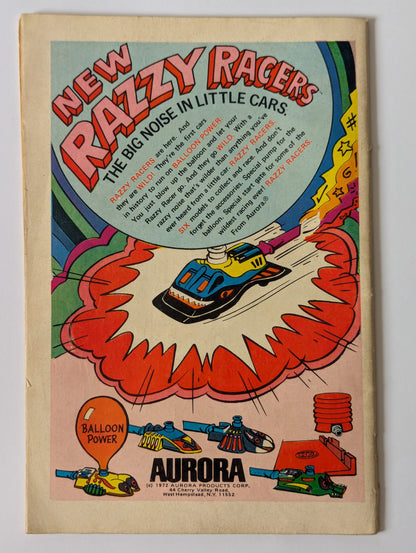 NEW
RAZZY RACERS
THE BIG NOISE IN LITTLE CARS.
RAZZY RACERS are here. And
they are WILD! They're the first cars
in history to run on BALLOON POWER.
You just blow up the balloon and let your
Razzy Racer go. And they go WILD. With a
razzy noise that's wilder than anything you've
ever heard from a little car. RAZZY RACERS.
SIX models to collect and race. And don't
forget the accessories. Special pump for the
balloon. Special start gate for some of the
wildest racing ever! RAZZY RACERS.
From Aurora®
BALLOON
POWER
AURORA
(c) 1972 AURORA PRODUCTS CORP.
44 Cherry Valley Road,
West Hempstead, N.Y. 11552